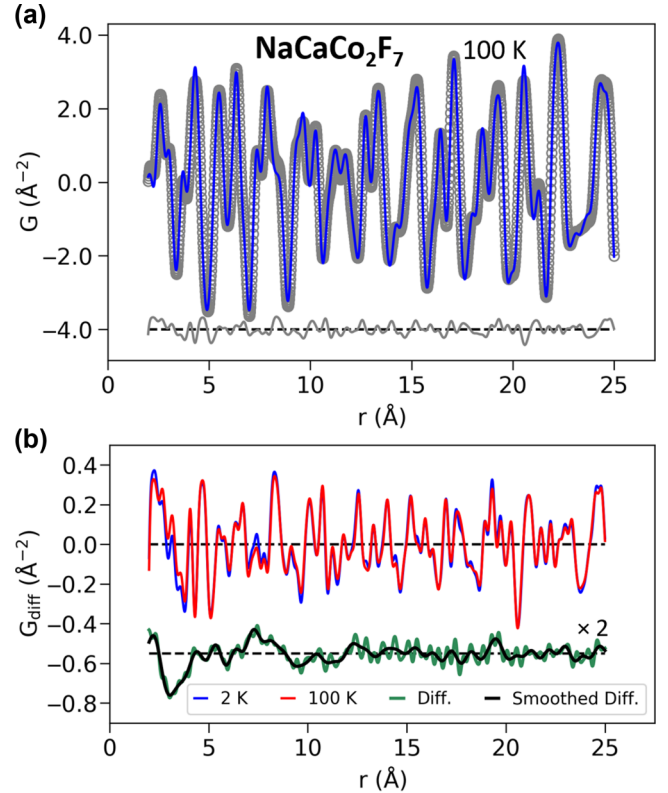 (a)
NaCaCo₂F₇ 100 K
4.0
2.0
0.0
−2.0
−4.0
G (Å⁻²)
0 5 10 15 20 25
r (Å)
(b)
0.4
0.2
0.0
−0.2
−0.4
−0.6
−0.8
G_diff (Å⁻²)
× 2
2 K 100 K Diff. Smoothed Diff.
0 5 10 15 20 25
r (Å)